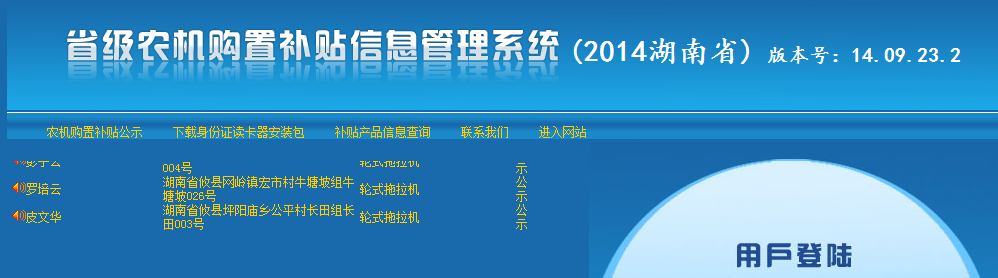 省级农机购置补贴信息管理系统(2014湖南省) 版本号：14.09.23.2
农机购置补贴公示 下载身份证读卡器安装包 补贴产品信息查询 联系我们 进入网站
004号 轮式拖拉机 示
罗培云 湖南省攸县网岭镇宏市村牛塘坡组牛 轮式拖拉机 公
塘坡026号 示
皮文华 湖南省攸县坪阳庙乡公平村长田组长 轮式拖拉机 公
田003号 示
用戶登陆